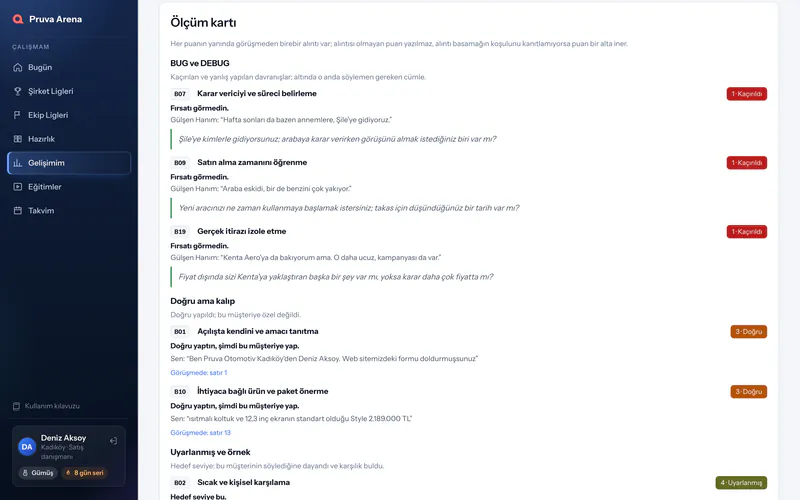 Pruva Arena
ÇALIŞMAM
Bugün
Şirket Ligleri
Ekip Ligleri
Hazırlık
Gelişimim
Eğitimler
Takvim
Kullanım kılavuzu
DA
Deniz Aksoy
Kadıköy · Satış
danışmanı
Gümüş
8 gün seri
Ölçüm kartı
Her puanın yanında görüşmeden birebir alıntı var; alıntısı olmayan puan yazılmaz, alıntı basamağın koşulunu kanıtlamıyorsa puan bir alta iner.
BUG ve DEBUG
Kaçırılan ve yanlış yapılan davranışlar; altında o anda söylemen gereken cümle.
B07 Karar vericiyi ve süreci belirleme 1 · Kaçırıldı
Fırsatı görmedin.
Gülşen Hanım: “Hafta sonları da bazen annemlere, Şile'ye gidiyoruz.”
Şile'ye kimlerle gidiyorsunuz; arabaya karar verirken görüşünü almak istediğiniz biri var mı?
B09 Satın alma zamanını öğrenme 1 · Kaçırıldı
Fırsatı görmedin.
Gülşen Hanım: “Araba eskidi, bir de benzini çok yakıyor.”
Yeni aracınızı ne zaman kullanmaya başlamak istersiniz; takas için düşündüğünüz bir tarih var mı?
B19 Gerçek itirazı izole etme 1 · Kaçırıldı
Fırsatı görmedin.
Gülşen Hanım: “Kenta Aero'ya da bakıyorum ama. O daha ucuz, kampanyası da var.”
Fiyat dışında sizi Kenta'ya yaklaştıran başka bir şey var mı, yoksa karar daha çok fiyatta mı?
Doğru ama kalıp
Doğru yapıldı; bu müşteriye özel değildi.
B01 Açılışta kendini ve amacı tanıtma 3 · Doğru
Doğru yaptın, şimdi bu müşteriye yap.
Sen: “Ben Pruva Otomotiv Kadıköy'den Deniz Aksoy. Web sitemizdeki formu doldurmuşsunuz”
Görüşmede: satır 1
B10 İhtiyaca bağlı ürün ve paket önerme 3 · Doğru
Doğru yaptın, şimdi bu müşteriye yap.
Sen: “ısıtmalı koltuk ve 12,3 inç ekranın standart olduğu Style 2.189.000 TL”
Görüşmede: satır 13
Uyarlanmış ve örnek
Hedef seviye: bu müşterinin söylediğine dayandı ve karşılık buldu.
B02 Sıcak ve kişisel karşılama 4 · Uyarlanmış
Hedef seviye bu.